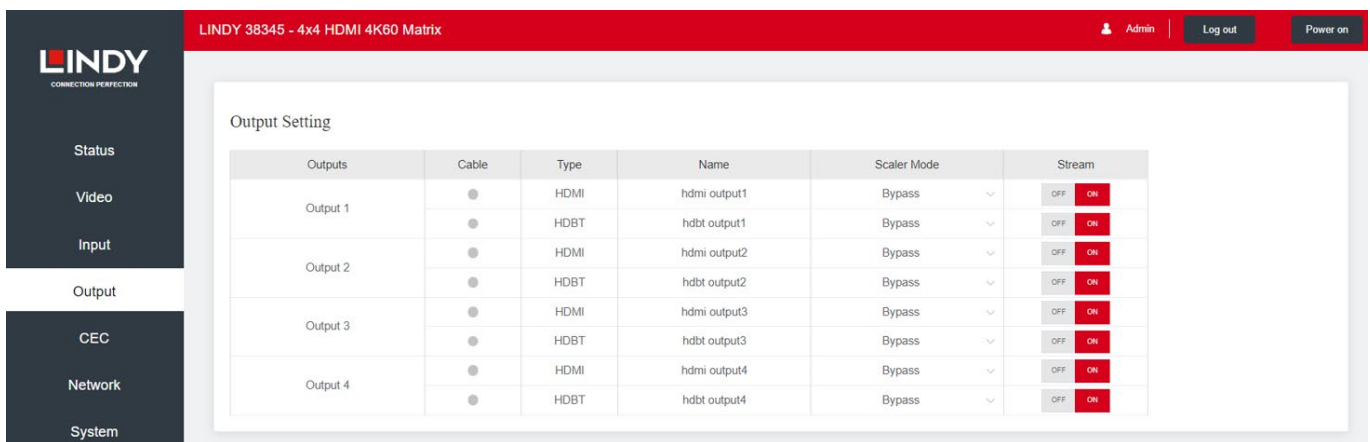 LINDY 38345 - 4x4 HDMI 4K60 Matrix Admin Log out Power on
LINDY
CONNECTION PERFECTION
Status
Video
Input
Output
CEC
Network
System
Output Setting
Outputs Cable Type Name Scaler Mode Stream
Output 1
HDMI hdmi output1 Bypass OFF ON
HDBT hdbt output1 Bypass OFF ON
Output 2
HDMI hdmi output2 Bypass OFF ON
HDBT hdbt output2 Bypass OFF ON
Output 3
HDMI hdmi output3 Bypass OFF ON
HDBT hdbt output3 Bypass OFF ON
Output 4
HDMI hdmi output4 Bypass OFF ON
HDBT hdbt output4 Bypass OFF ON